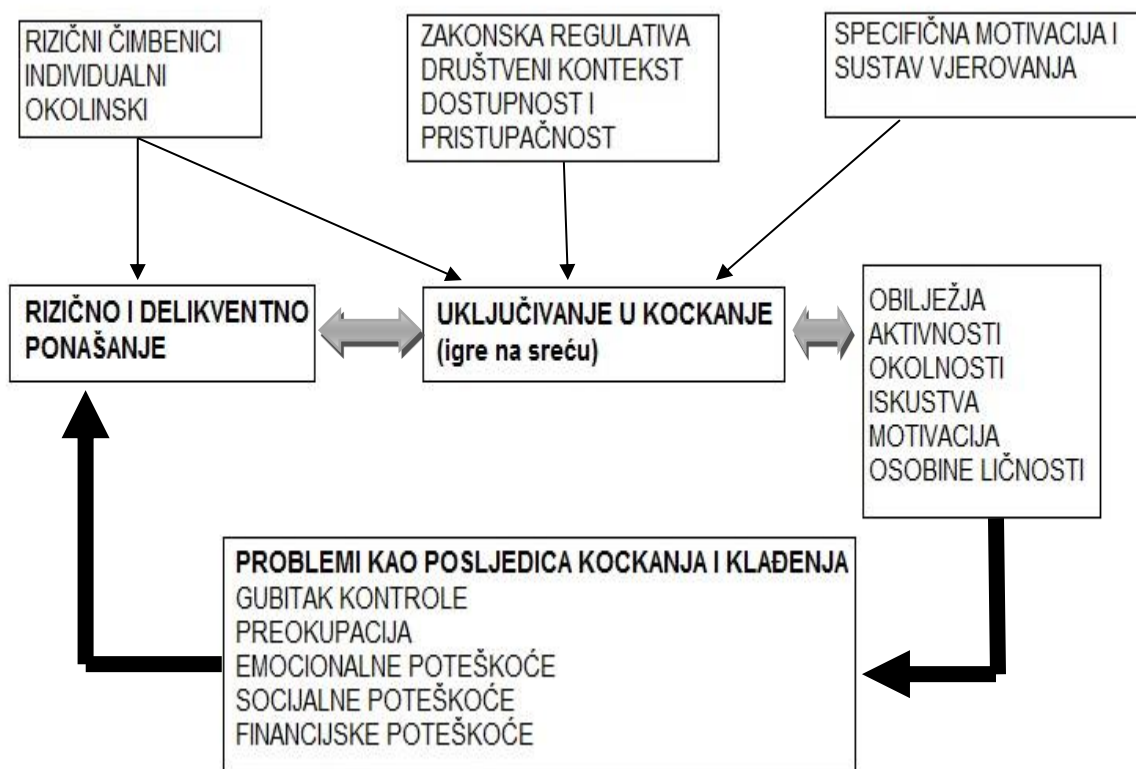 RIZIČNI ČIMBENICI
INDIVIDUALNI
OKOLINSKI
ZAKONSKA REGULATIVA
DRUŠTVENI KONTEKST
DOSTUPNOST I
PRISTUPAČNOST
SPECIFIČNA MOTIVACIJA I
SUSTAV VJEROVANJA
RIZIČNO I DELIKVENTNO
PONAŠANJE
UKLJUČIVANJE U KOCKANJE
(igre na sreću)
OBILJEŽJA
AKTIVNOSTI
OKOLNOSTI
ISKUSTVA
MOTIVACIJA
OSOBINE LIČNOSTI
PROBLEMI KAO POSLJEDICA KOCKANJA I KLAĐENJA
GUBITAK KONTROLE
PREOKUPACIJA
EMOCIONALNE POTEŠKOĆE
SOCIJALNE POTEŠKOĆE
FINANCIJSKE POTEŠKOĆE